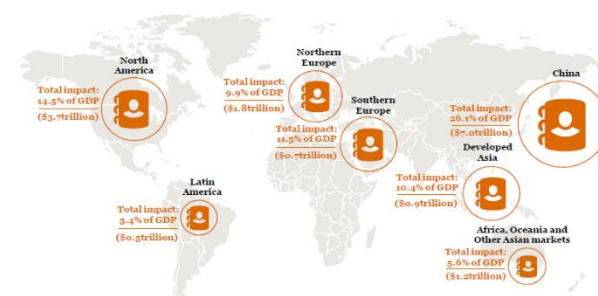 North
America
Total impact:
14.5% of GDP
($3.7trillion)
Northern
Europe
Total impact:
9.9% of GDP
($1.8trillion)
Southern
Europe
Total impact:
11.5% of GDP
($0.7trillion)
China
Total impact:
26.1% of GDP
($7.0trillion)
Developed
Asia
Total impact:
10.4% of GDP
($0.9trillion)
Latin
America
Total impact:
5.4% of GDP
($0.5trillion)
Africa, Oceania and
Other Asian markets
Total impact:
5.6% of GDP
($1.2trillion)